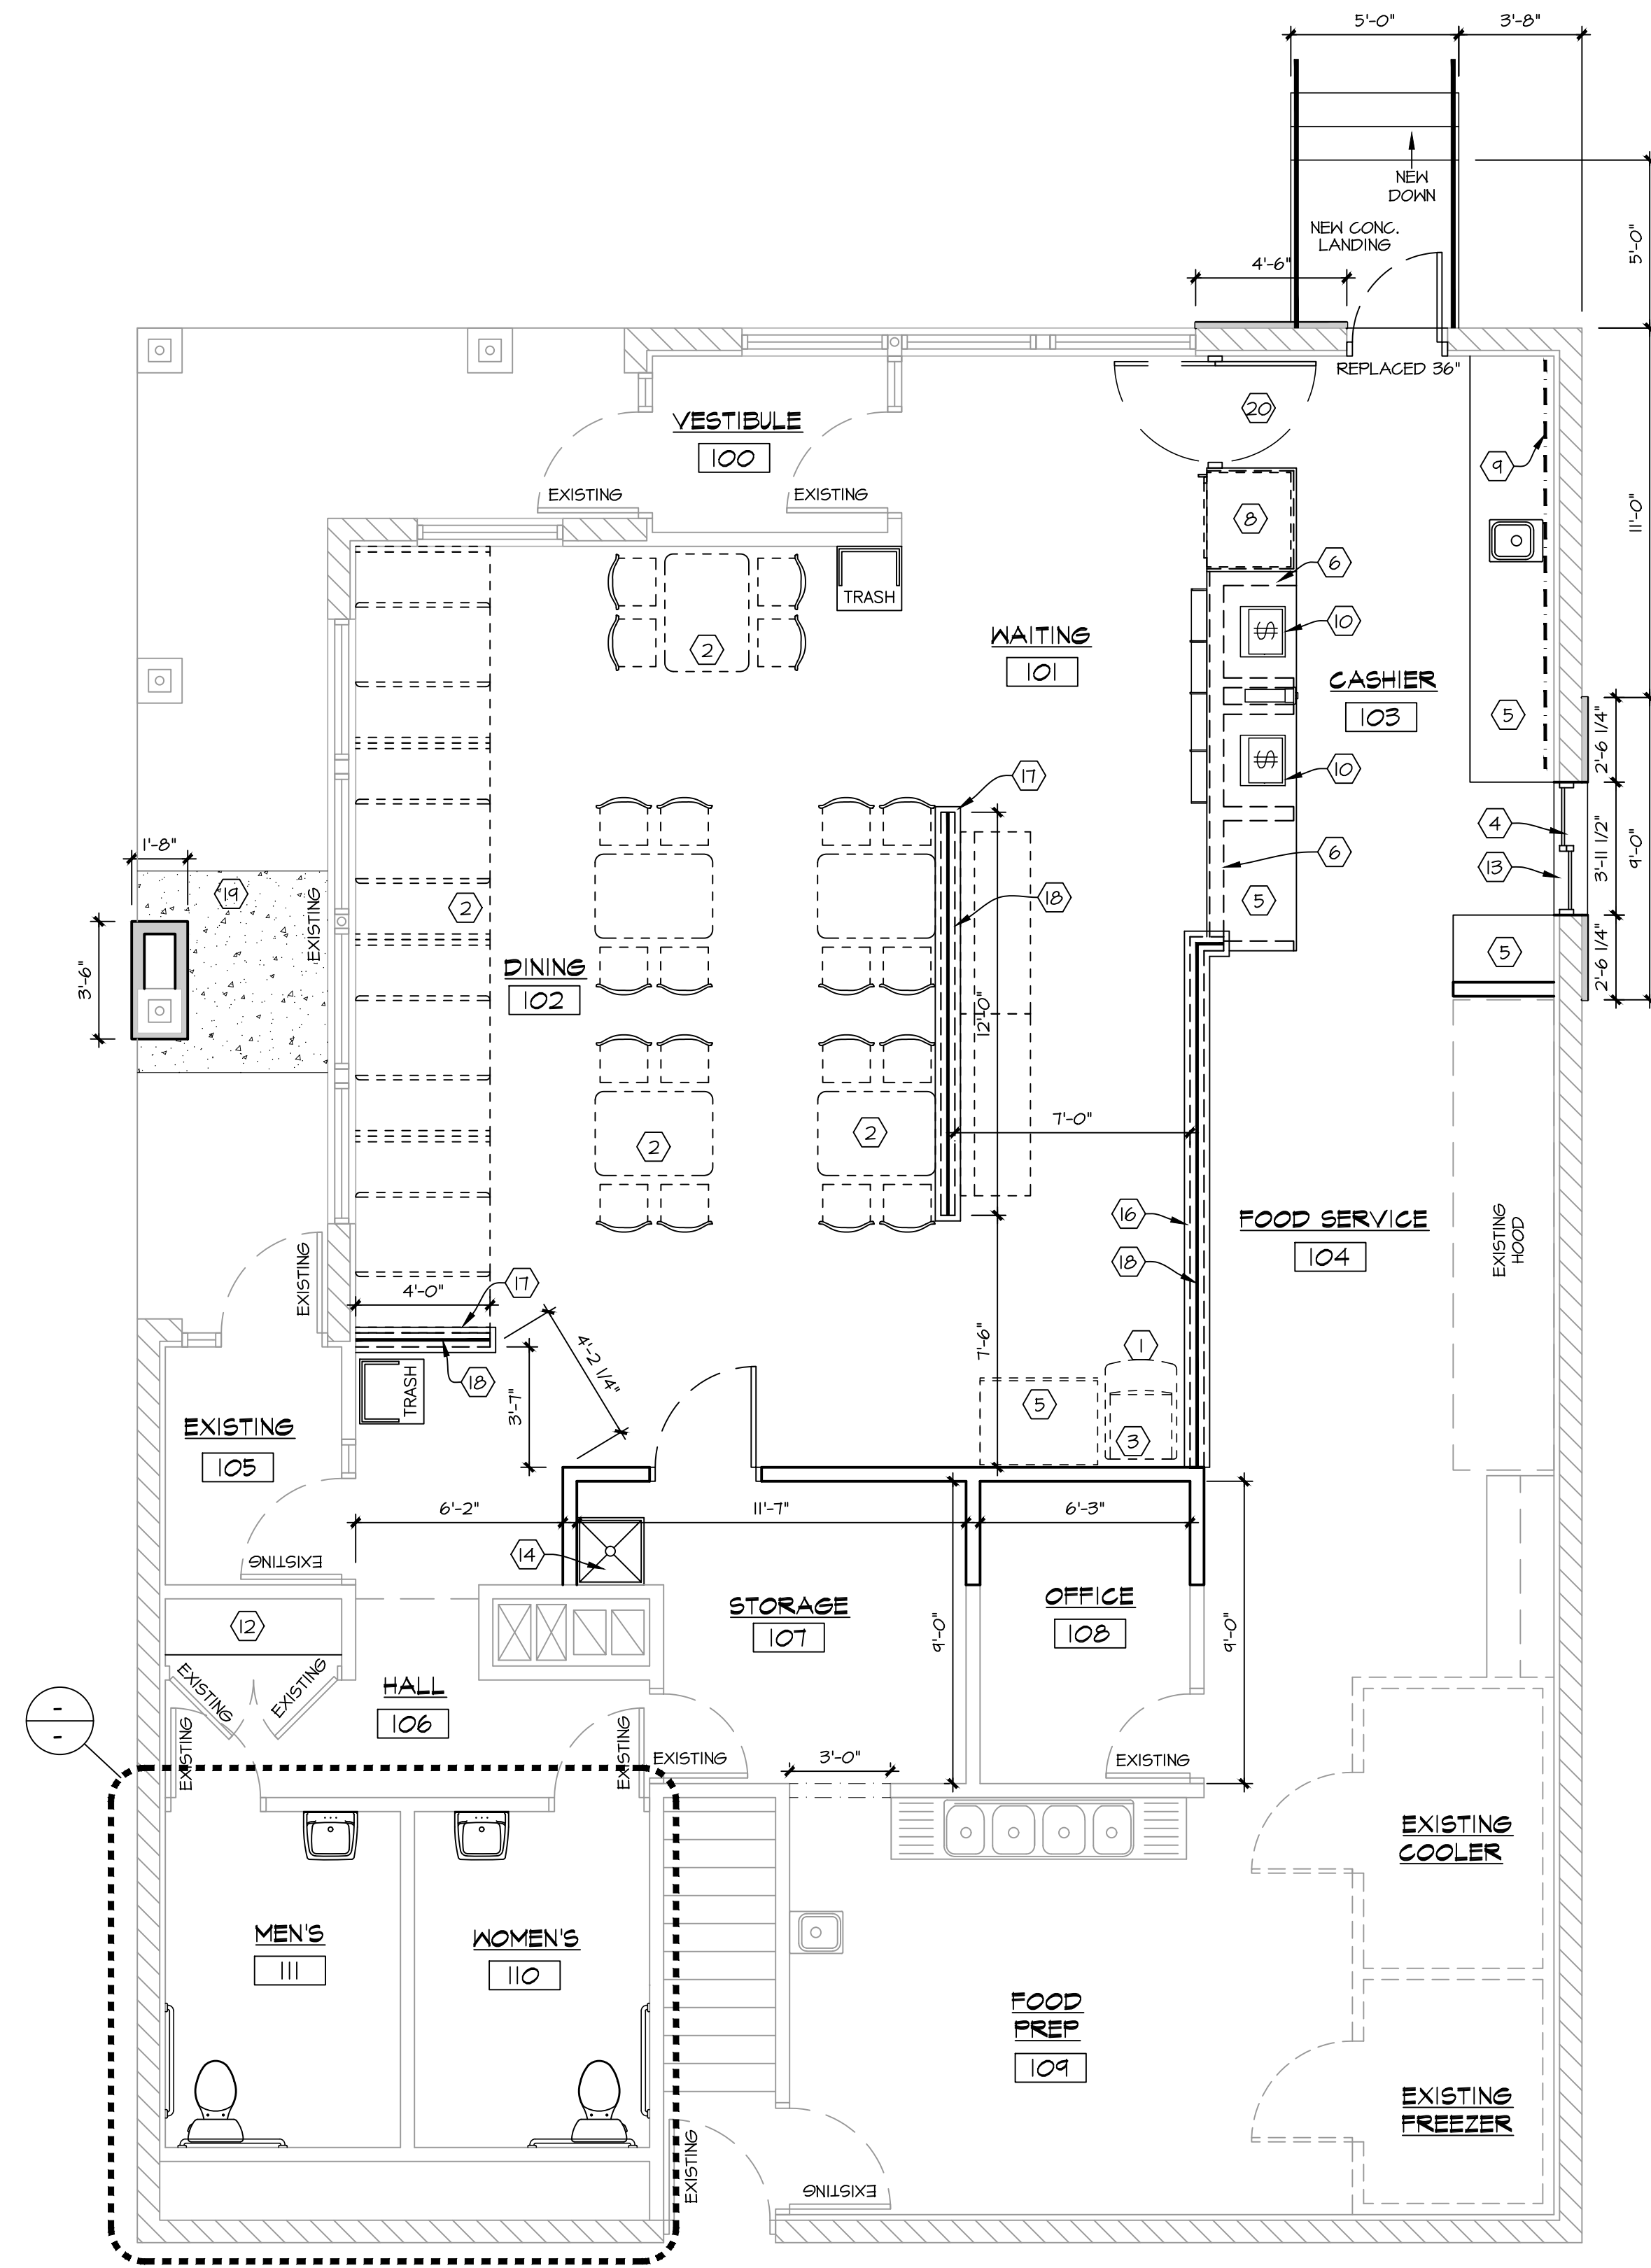 5'-0"
3'-8"
NEW
DOWN
NEW CONC.
LANDING
5'-0"
4'-6"
REPLACED 36"
20
VESTIBULE
100
9
EXISTING
EXISTING
8
11'-0"
6
TRASH
10
2
WAITING
101
CASHIER
103
5
2'-6 1/4"
17
10
4
3'-11 1/2"
9'-0"
1'-8"
6
13
19
EXISTING
2
18
5
5
2'-6 1/4"
3'-6"
DINING
102
12'-0"
7'-0"
2
2
16
FOOD SERVICE
104
EXISTING
HOOD
18
EXISTING
4'-0"
17
4'-2 1/4"
7'-6"
1
18
TRASH
3'-7"
5
3
EXISTING
105
6'-2"
11'-7"
6'-3"
14
EXISTING
STORAGE
107
OFFICE
108
9'-0"
9'-0"
12
EXISTING
EXISTING
HALL
106
-
-
EXISTING
EXISTING
EXISTING
3'-0"
EXISTING
EXISTING
COOLER
MEN'S
111
WOMEN'S
110
FOOD
PREP
109
EXISTING
FREEZER
EXISTING
EXISTING